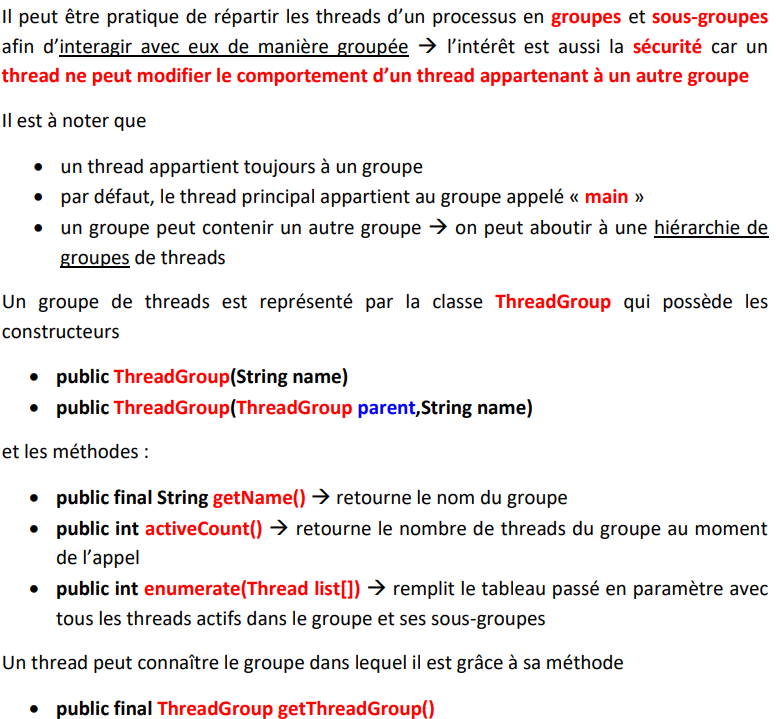 Il peut être pratique de répartir les threads d’un processus en groupes et sous-groupes
afin d’interagir avec eux de manière groupée → l’intérêt est aussi la sécurité car un
thread ne peut modifier le comportement d’un thread appartenant à un autre groupe
Il est à noter que
• un thread appartient toujours à un groupe
• par défaut, le thread principal appartient au groupe appelé « main »
• un groupe peut contenir un autre groupe → on peut aboutir à une hiérarchie de
groupes de threads
Un groupe de threads est représenté par la classe ThreadGroup qui possède les
constructeurs
• public ThreadGroup(String name)
• public ThreadGroup(ThreadGroup parent,String name)
et les méthodes :
• public final String getName() → retourne le nom du groupe
• public int activeCount() → retourne le nombre de threads du groupe au moment
de l’appel
• public int enumerate(Thread list[]) → remplit le tableau passé en paramètre avec
tous les threads actifs dans le groupe et ses sous-groupes
Un thread peut connaître le groupe dans lequel il est grâce à sa méthode
• public final ThreadGroup getThreadGroup()